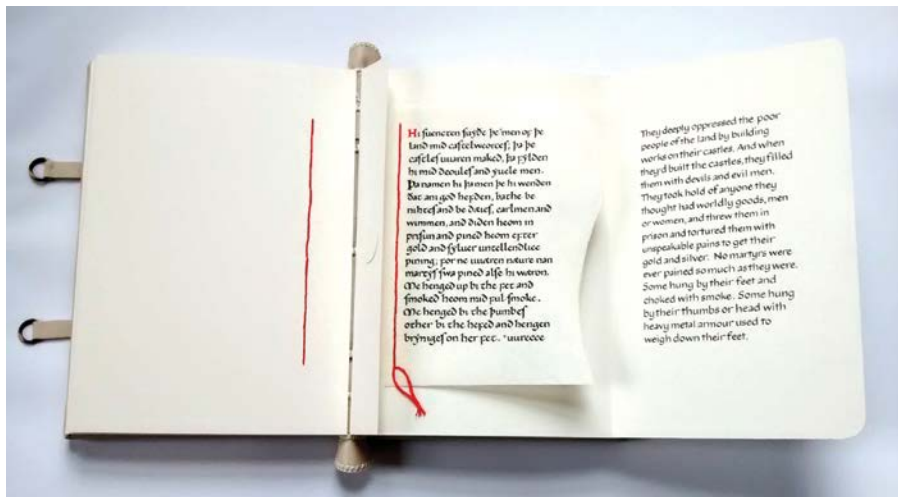 Hi ſuencten ſuyðe þe men of þe
land mid caſtelweorces; þa þe
caſtleſ uuaren maked, þa fylden
hi mid deouleſ and yuele men.
Þa namen hi þa men þe hi wenden
ðat ani god hefden, bathe be
nihteſ and be dæieſ, carlmen and
wimmen, and diden heom in
priſun and pined heom efter
gold and ſyluer untellendlice
pining; for ne uuæren næure nan
martyſ ſwa pined alſe hi wæron.
Me henged up bi the fet and
ſmoked heom mid ful ſmoke.
Me henged bi the þumbeſ
other bi the hefed and hengen
brynigeſ on her fet.
They deeply oppressed the poor
people of the land by building
works on their castles. And when
they'd built the castles, they filled
them with devils and evil men.
They took hold of anyone they
thought had worldly goods, men
or women, and threw them in
prison and tortured them with
unspeakable pains to get their
gold and silver. No martyrs were
ever pained so much as they were.
Some hung by their feet and
choked with smoke. Some hung
by their thumbs or head with
heavy metal armour used to
weigh down their feet.